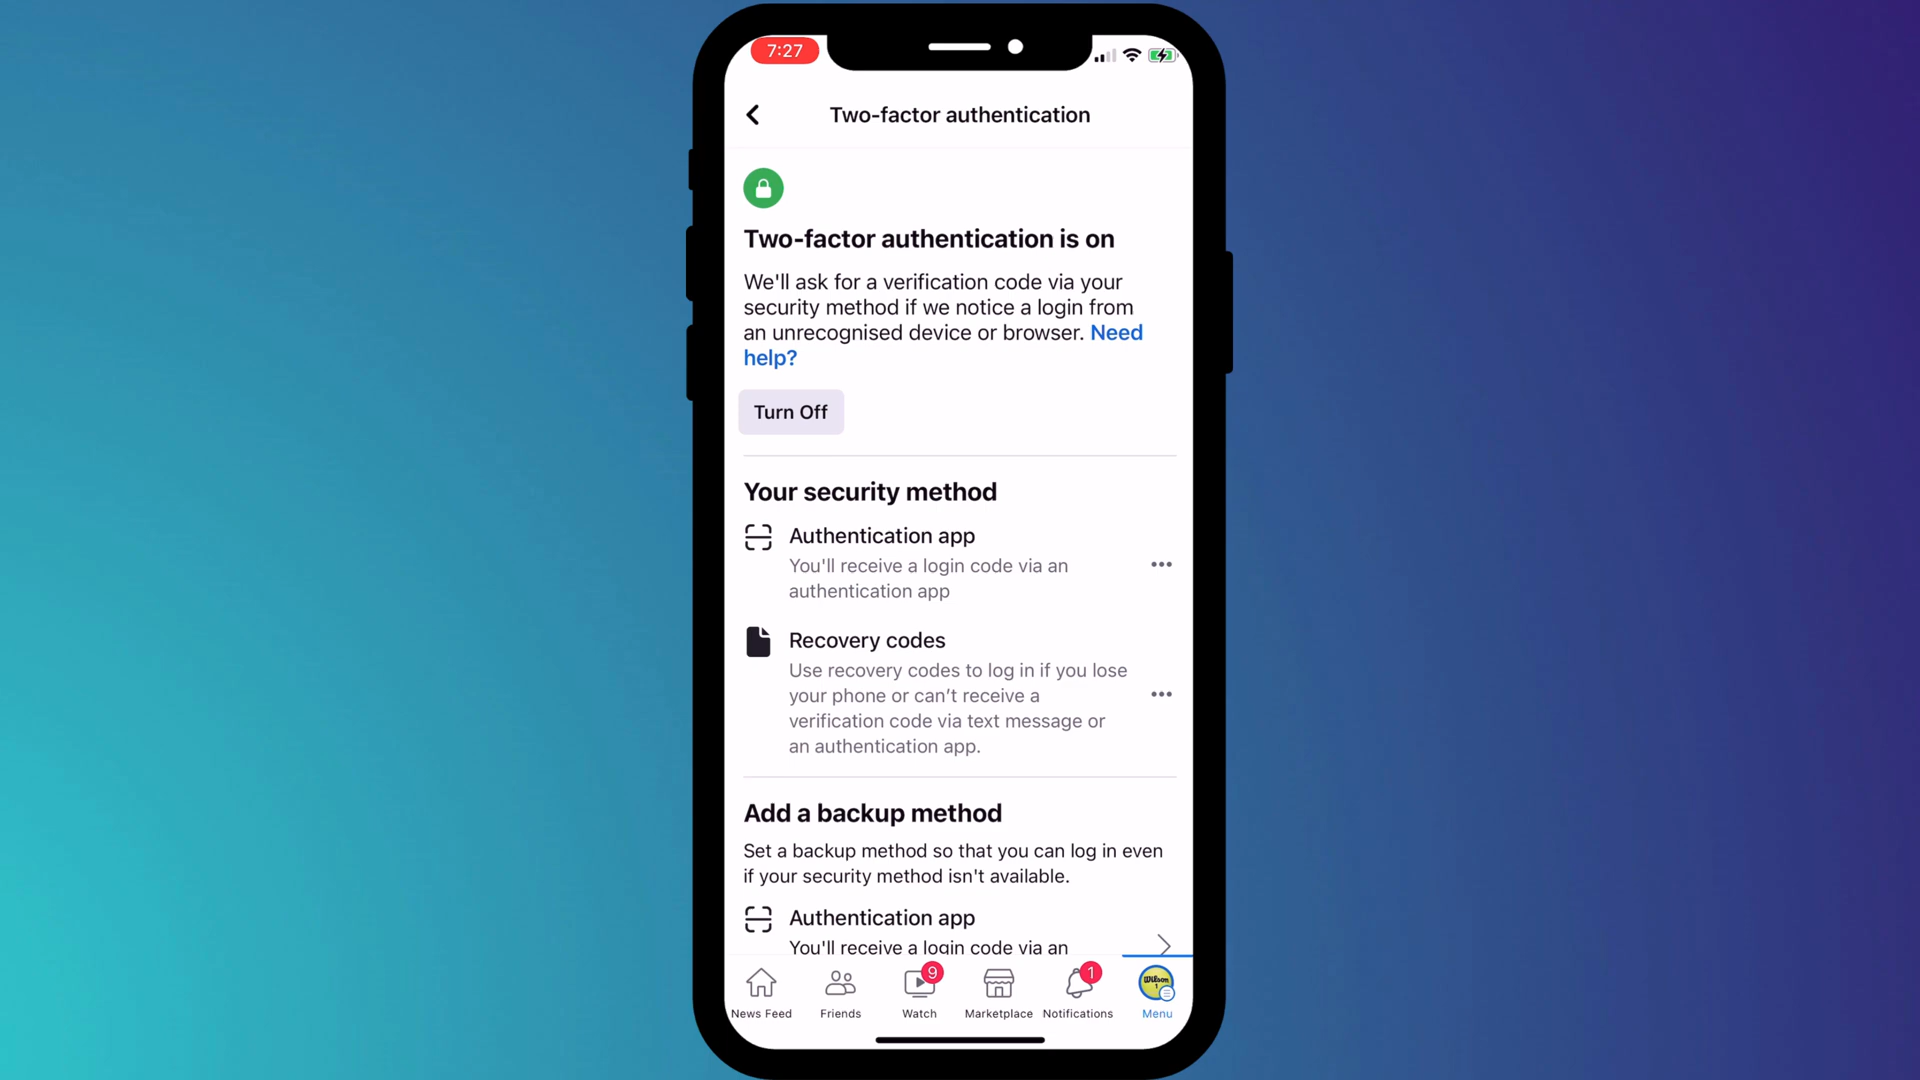 7:27
Two-factor authentication
Two-factor authentication is on
We'll ask for a verification code via your
security method if we notice a login from
an unrecognised device or browser. Need
help?
Turn Off
Your security method
Authentication app
You'll receive a login code via an
authentication app
Recovery codes
Use recovery codes to log in if you lose
your phone or can’t receive a
verification code via text message or
an authentication app.
Add a backup method
Set a backup method so that you can log in even
if your security method isn't available.
Authentication app
You'll receive a login code via an
9
1
Wilson
1
News Feed
Friends
Watch
Marketplace
Notifications
Menu